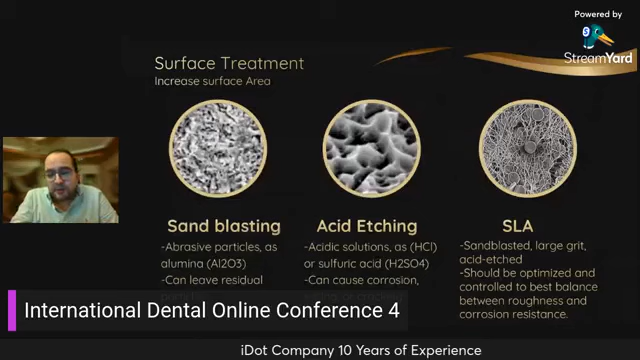 Powered by
StreamYard
Surface Treatment
Increase surface Area
Sand blasting
-Abrasive particles, as
alumina (Al2O3)
-Can leave residual
Acid Etching
-Acidic solutions, as (HCl)
or sulfuric acid (H2SO4)
-Can cause corrosion,
SLA
-Sandblasted, large grit,
acid-etched
-Should be optimized and
controlled to best balance
between roughness and
corrosion resistance.
International Dental Online Conference 4
iDot Company 10 Years of Experience